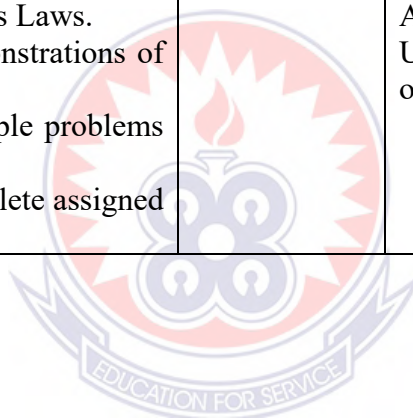 s Laws.
nstrations of
ple problems
lete assigned
A
U
o
EDUCATION FOR SERVICE